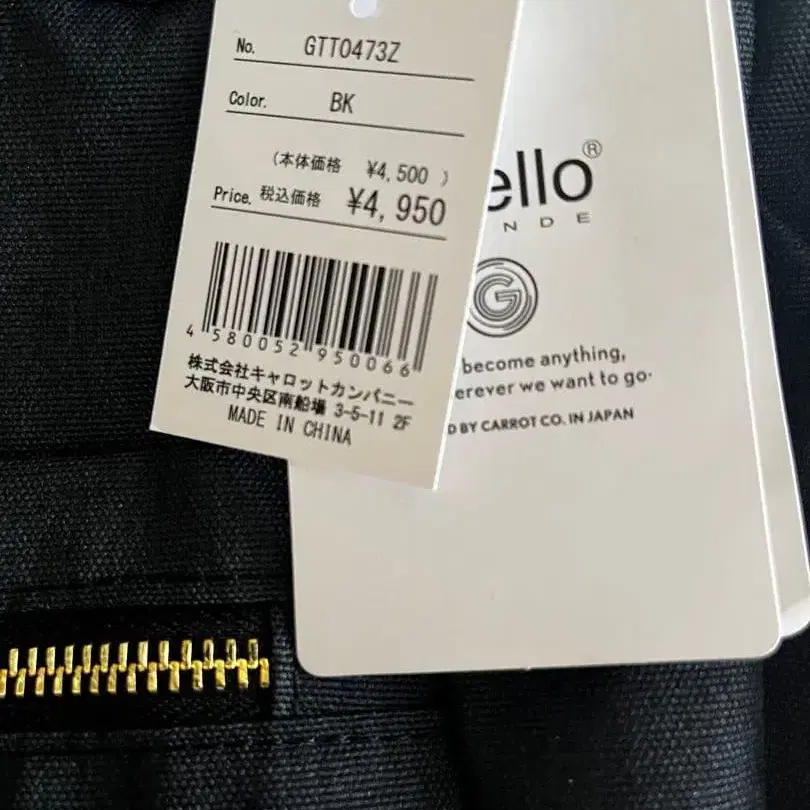 No. GTT0473Z
Color. BK
(本体価格 ¥4,500 )
Price. 税込価格 ¥4,950
4 580052 950066
株式会社キャロットカンパニー
大阪市中央区南船場 3-5-11 2F
MADE IN CHINA
ello®
NDE
G
become anything,
erever we want to go.
D BY CARROT CO. IN JAPAN